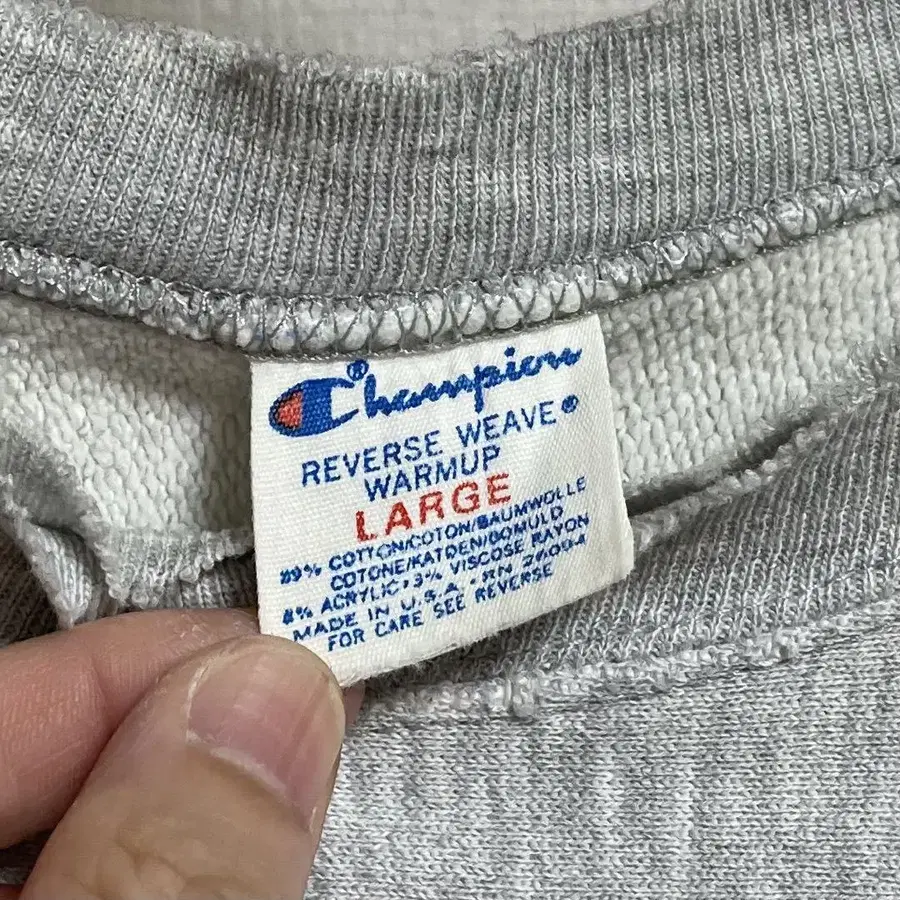 Champion®
REVERSE WEAVE®
WARMUP
LARGE
89% COTTON/COTON/BAUMWOLLE
COTONE/KATOEN/BOMULD
8% ACRYLIC, 3% VISCOSE RAYON
MADE IN U.S.A. • RN 26094
FOR CARE SEE REVERSE